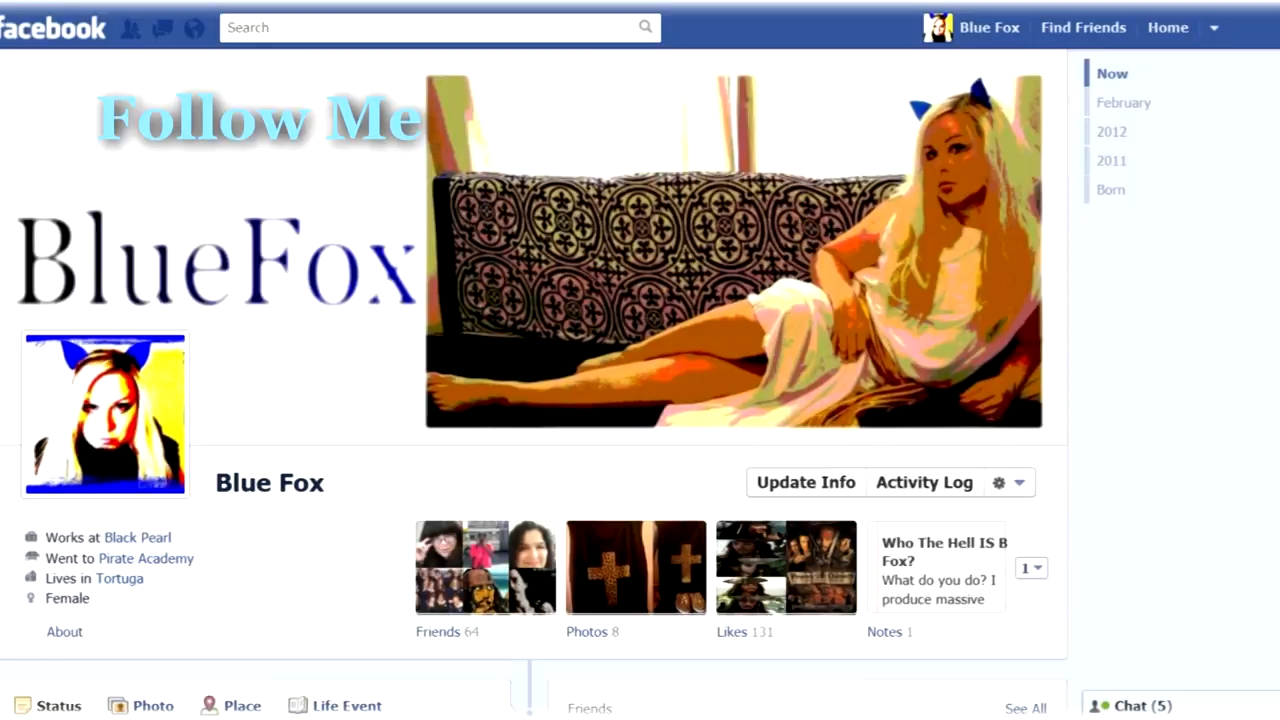 facebook
Search
Blue Fox
Find Friends
Home
Now
February
2012
2011
Born
Follow Me
BlueFox
Blue Fox
Update Info
Activity Log
Works at Black Pearl
Went to Pirate Academy
Lives in Tortuga
Female
About
Friends 64
Photos 8
Likes 131
Who The Hell IS B
Fox?
What do you do? I
produce massive
1
Notes 1
Status
Photo
Place
Life Event
Friends
See All
Chat (5)